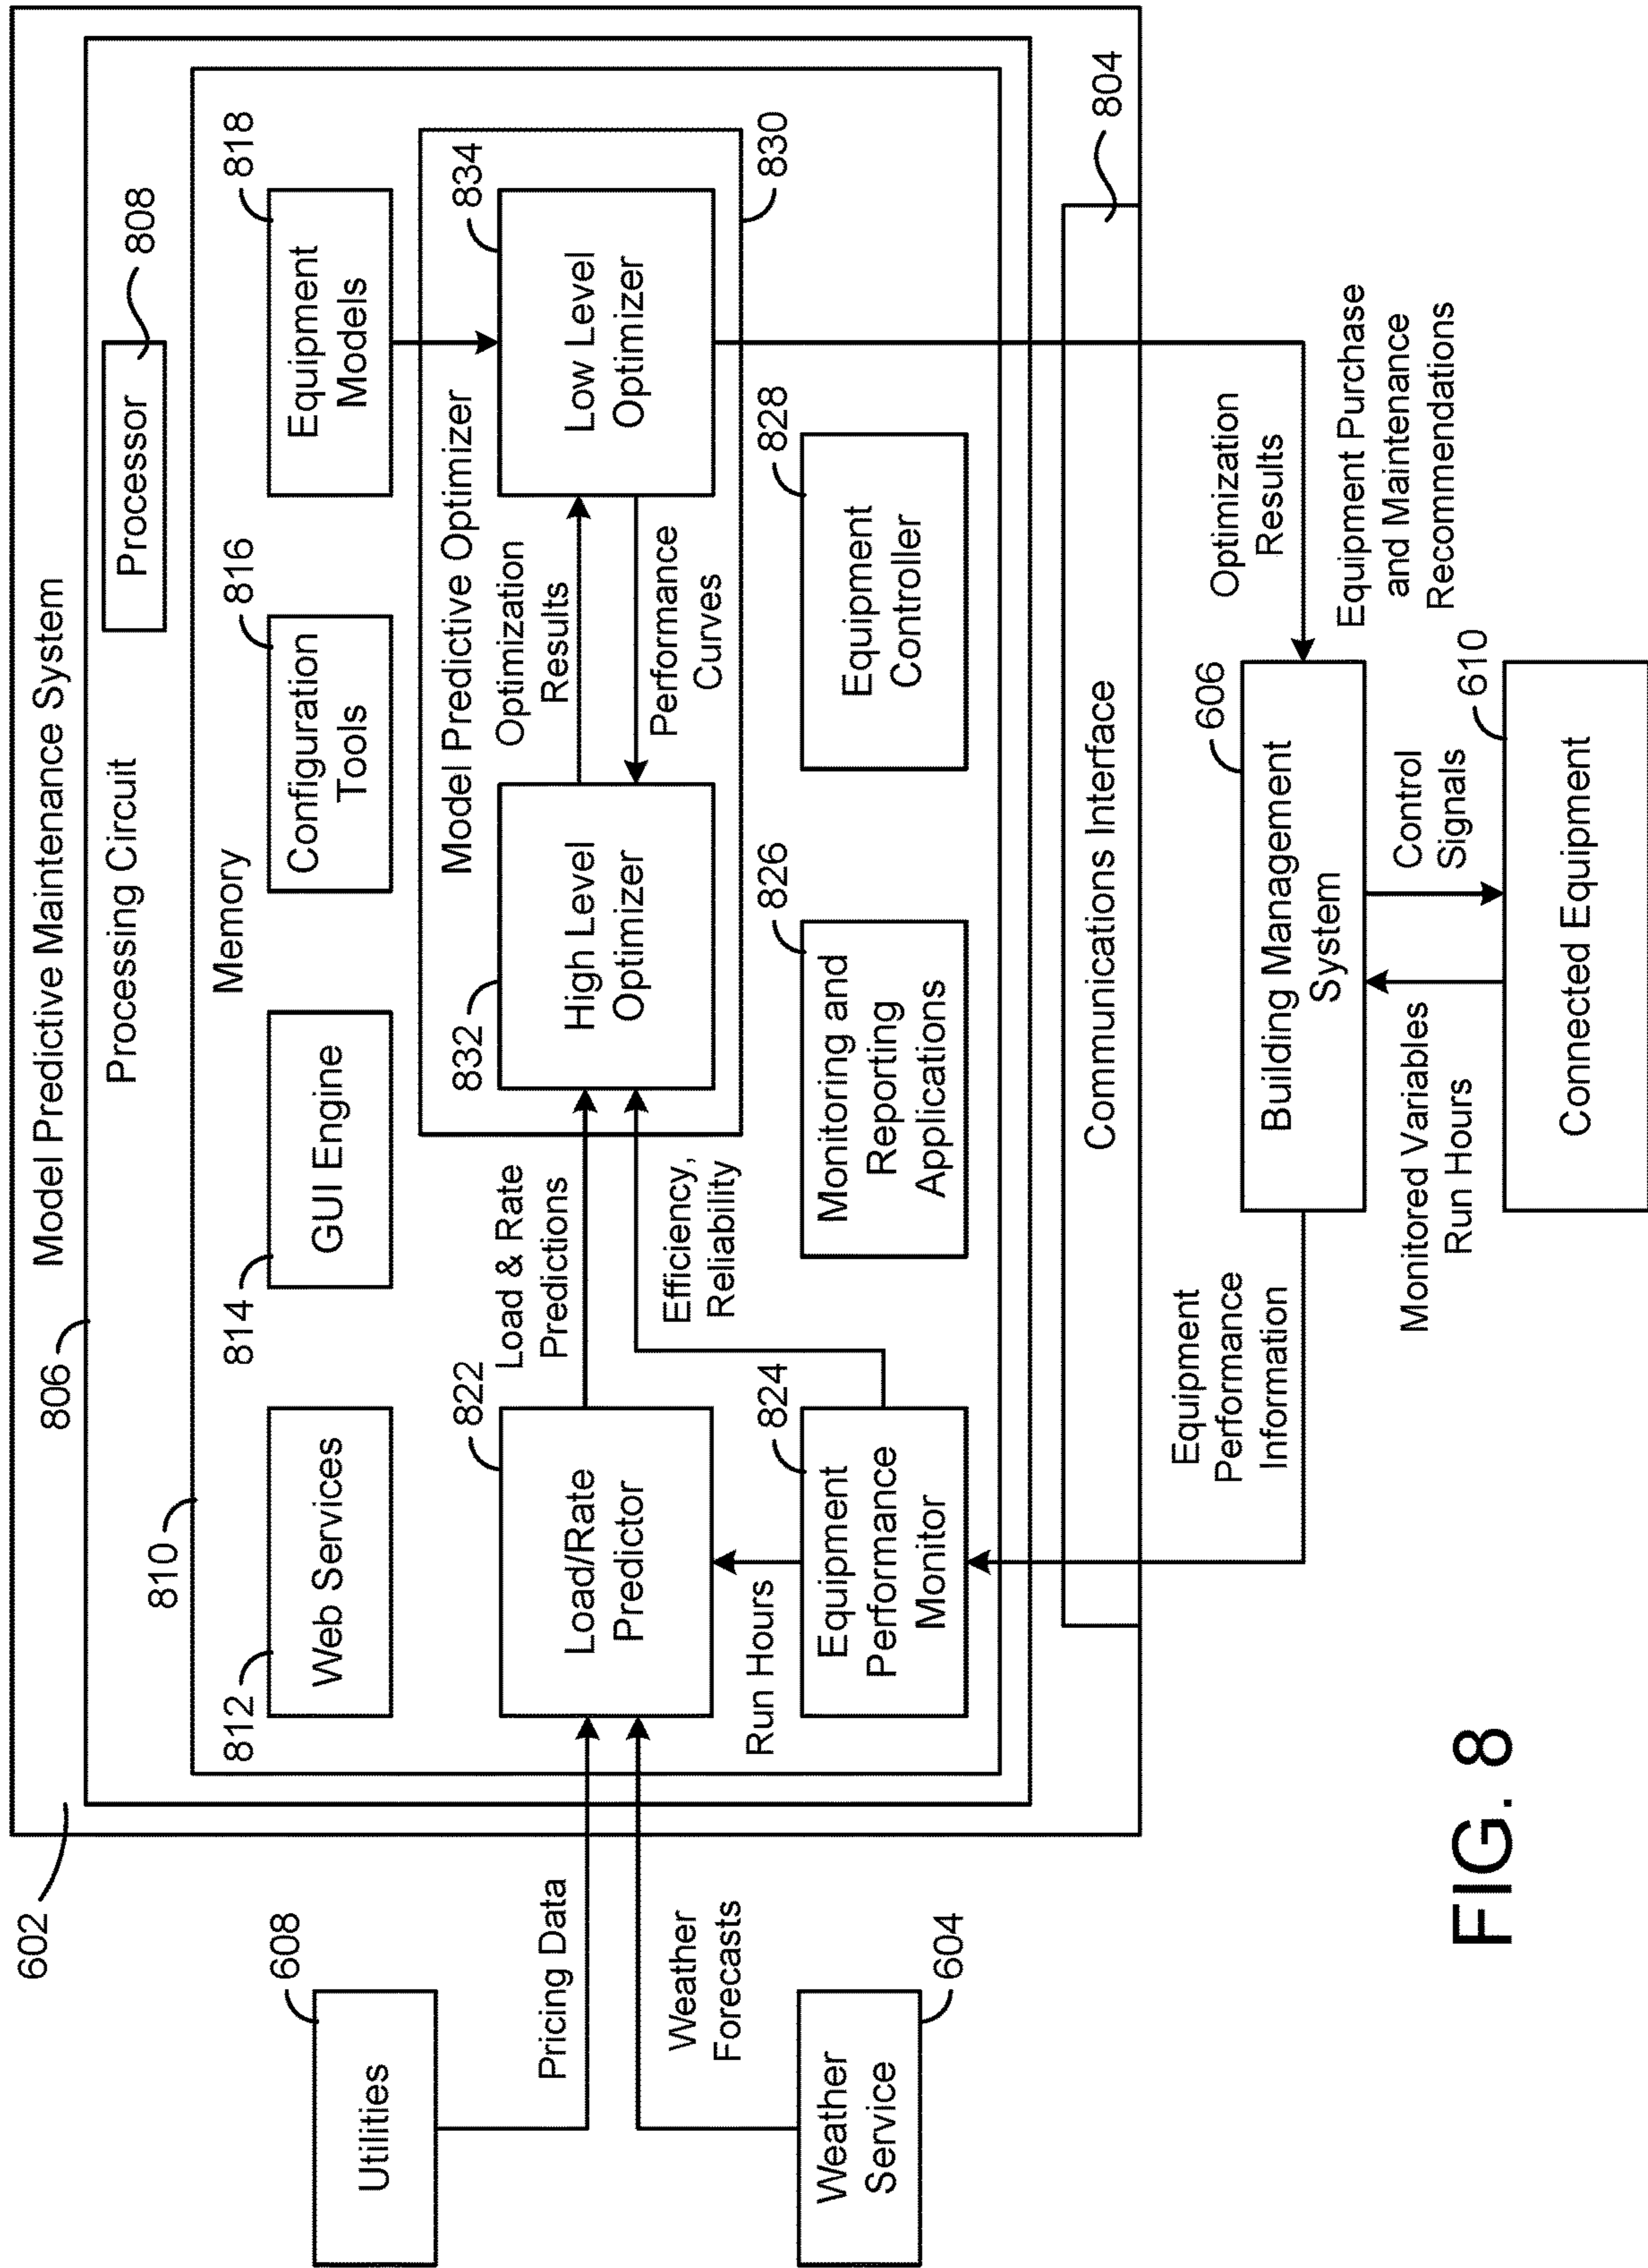 Model Predictive Maintenance System
806
Processing Circuit
Processor
808
810
Memory
812
Web Services
814
GUI Engine
816
Configuration
Tools
818
Equipment
Models
602
608
Utilities
Pricing Data
Weather
Forecasts
Weather
Service
604
822
Load/Rate
Predictor
Load & Rate
Predictions
Efficiency,
Reliability
Run Hours
824
Equipment
Performance
Monitor
Model Predictive Optimizer
832
High Level
Optimizer
Optimization
Results
Performance
Curves
834
Low Level
Optimizer
830
826
Monitoring and
Reporting
Applications
828
Equipment
Controller
Communications Interface
804
Equipment
Performance
Information
606
Building Management
System
Optimization
Results
Equipment Purchase
and Maintenance
Recommendations
Monitored Variables
Run Hours
Control
Signals
610
Connected Equipment
FIG. 8